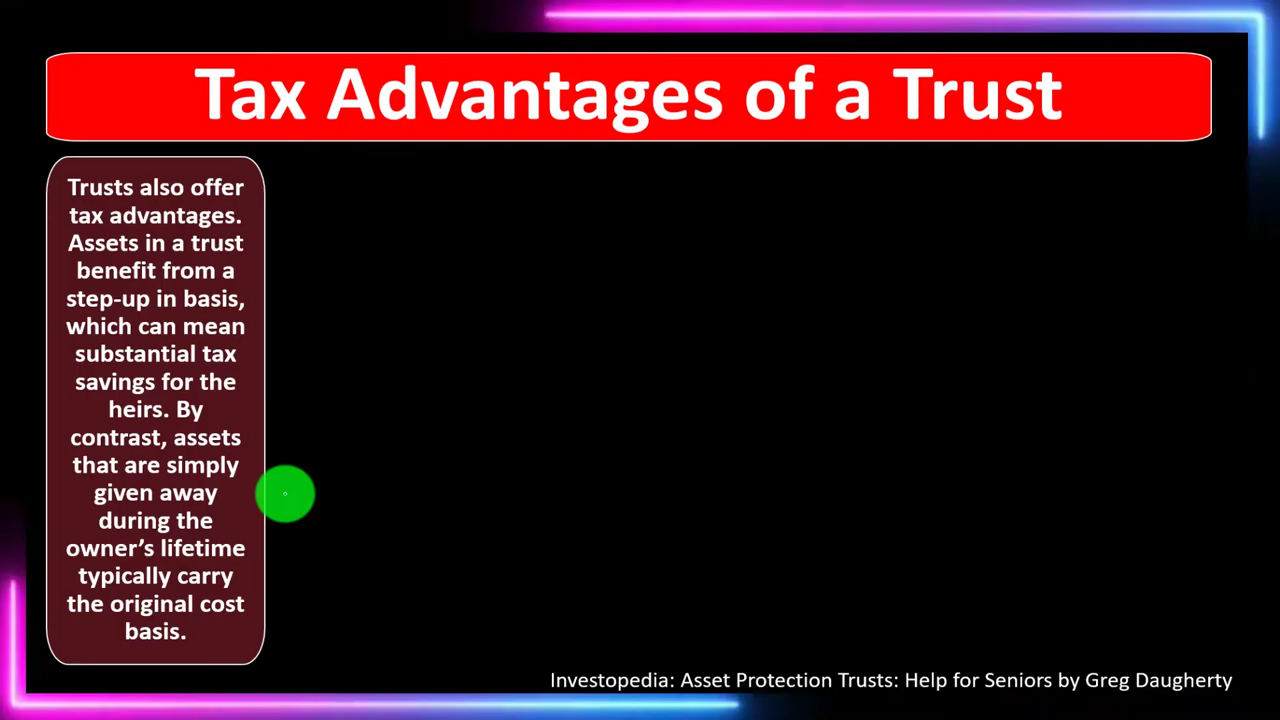 Tax Advantages of a Trust
Trusts also offer
tax advantages.
Assets in a trust
benefit from a
step-up in basis,
which can mean
substantial tax
savings for the
heirs. By
contrast, assets
that are simply
given away
during the
owner’s lifetime
typically carry
the original cost
basis.
Investopedia: Asset Protection Trusts: Help for Seniors by Greg Daugherty